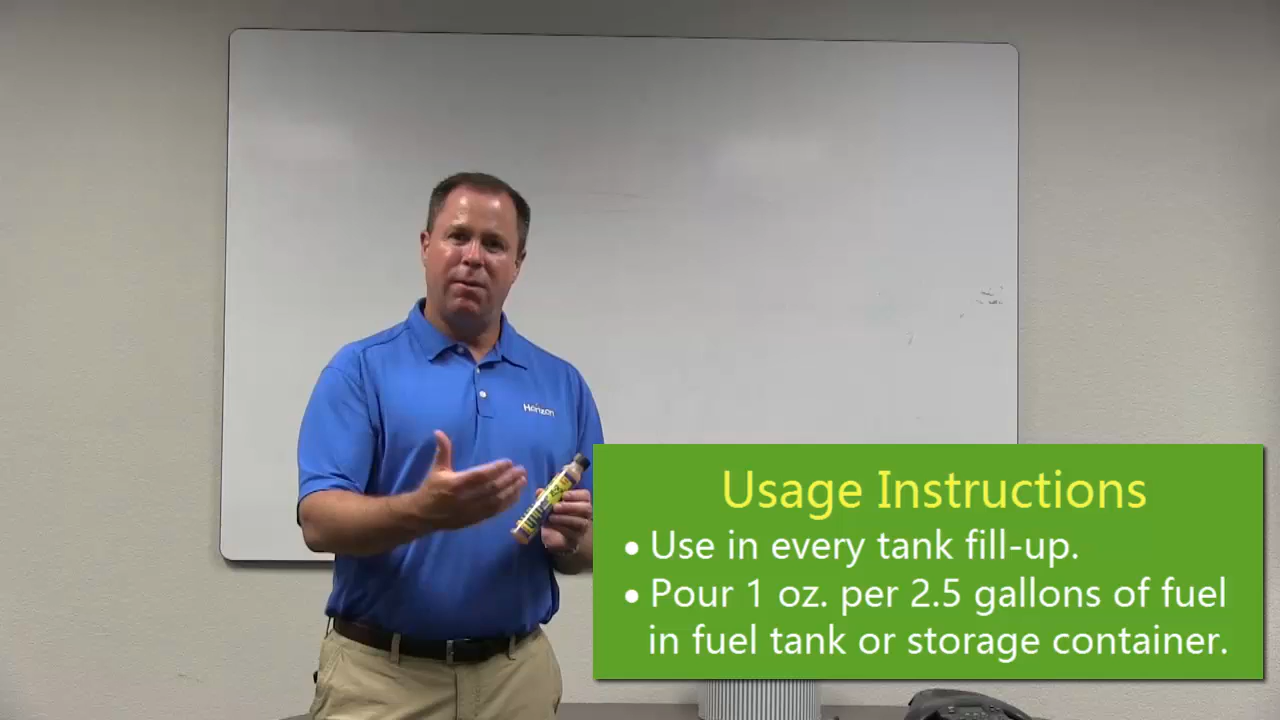 Horizon
Usage Instructions
• Use in every tank fill-up.
• Pour 1 oz. per 2.5 gallons of fuel
in fuel tank or storage container.